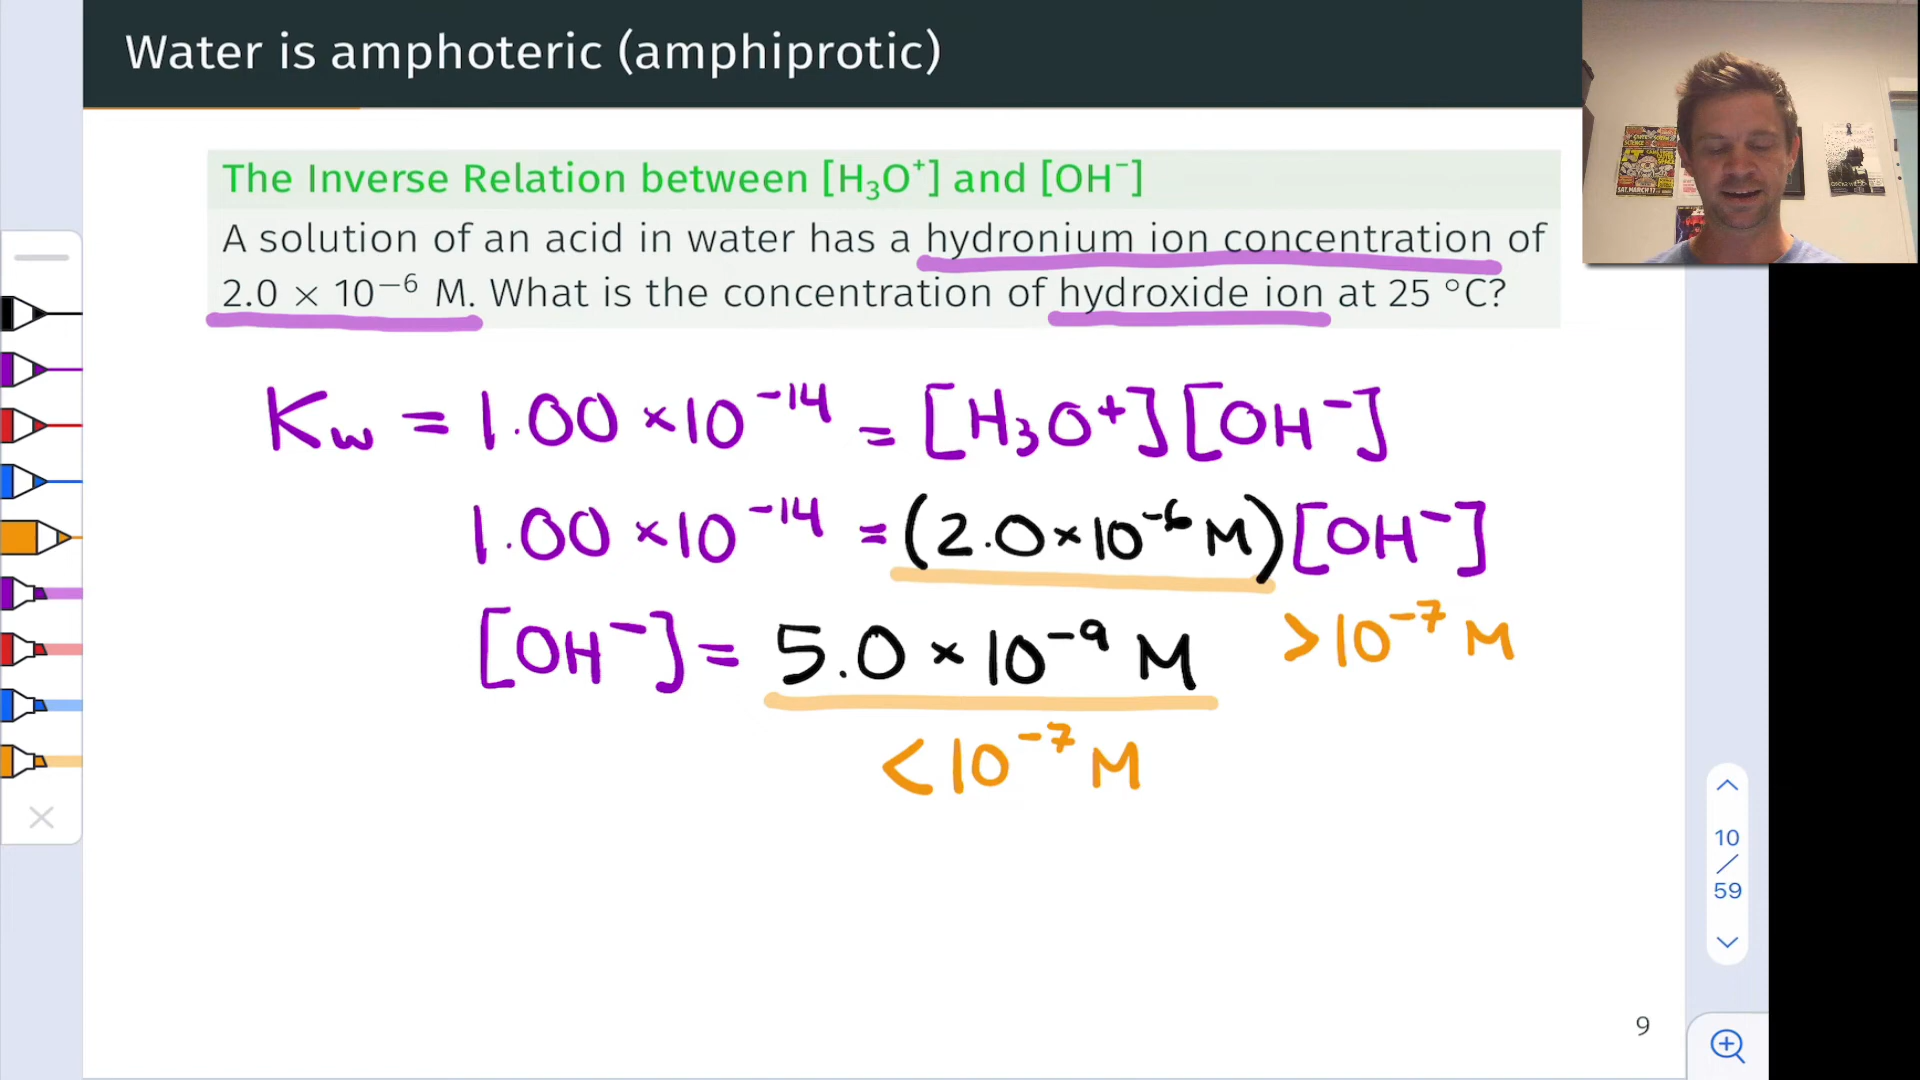 Water is amphoteric (amphiprotic)
The Inverse Relation between [H₃O⁺] and [OH⁻]
A solution of an acid in water has a hydronium ion concentration of
2.0 × 10⁻⁶ M. What is the concentration of hydroxide ion at 25 °C?
Kw = 1.00 ×10⁻¹⁴ = [H₃O⁺][OH⁻]
1.00 ×10⁻¹⁴ = (2.0×10⁻⁶ M)[OH⁻]
[OH⁻] = 5.0 × 10⁻⁹ M
>10⁻⁷ M
<10⁻⁷ M
10
/
59
9